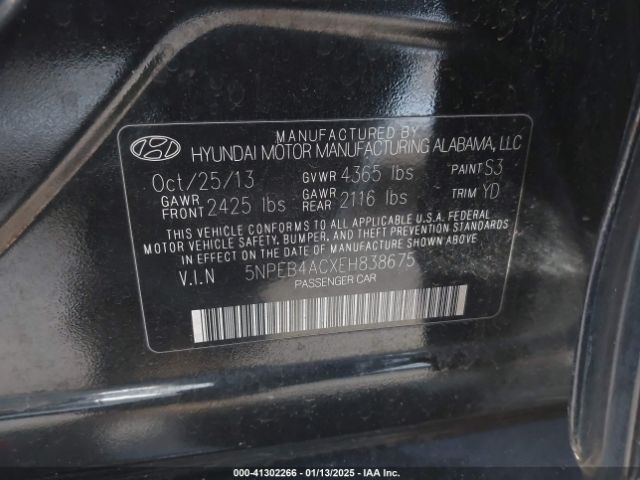 MANUFACTURED BY
HYUNDAI MOTOR MANUFACTURING ALABAMA, LLC
Oct/25/13 GVWR 4365 lbs PAINT S3
GAWR FRONT 2425 lbs GAWR REAR 2116 lbs TRIM YD
THIS VEHICLE CONFORMS TO ALL APPLICABLE U.S.A. FEDERAL
MOTOR VEHICLE SAFETY, BUMPER, AND THEFT PREVENTION STANDARDS
IN EFFECT ON THE DATE OF MANUFACTURE SHOWN ABOVE.
V.I.N 5NPEB4ACXEH838675
PASSENGER CAR
000-41302266 - 01/13/2025 - IAA Inc.